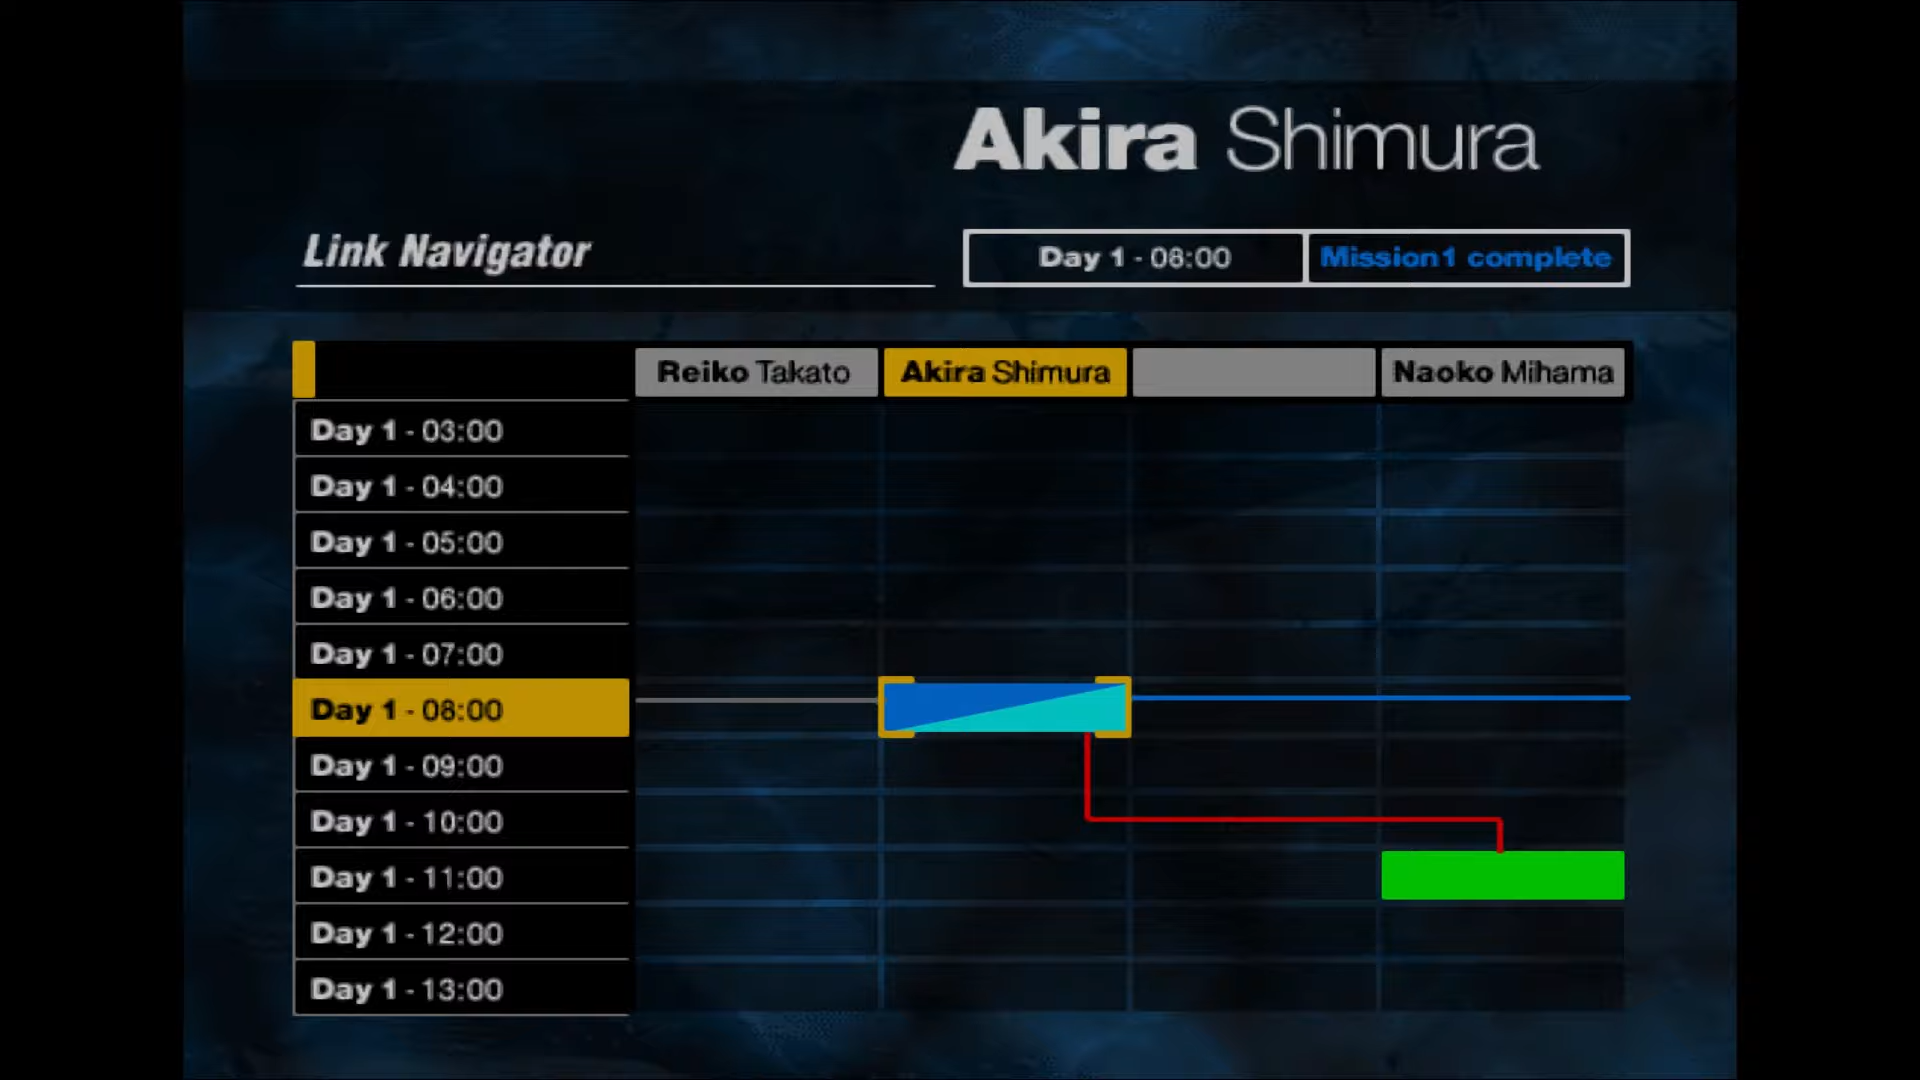 Akira Shimura
Link Navigator
Day 1 - 08:00
Mission1 complete
Reiko Takato
Akira Shimura
Naoko Mihama
Day 1 - 03:00
Day 1 - 04:00
Day 1 - 05:00
Day 1 - 06:00
Day 1 - 07:00
Day 1 - 08:00
Day 1 - 09:00
Day 1 - 10:00
Day 1 - 11:00
Day 1 - 12:00
Day 1 - 13:00